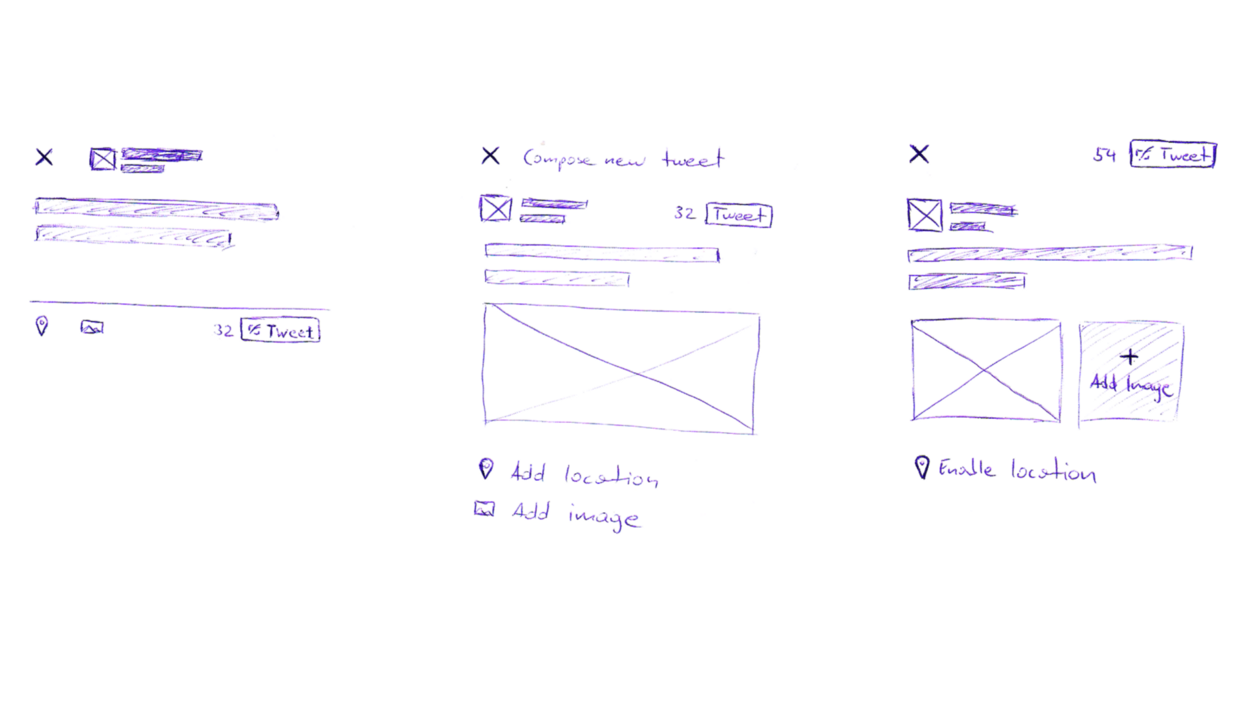 Compose new tweet
54 Tweet
32 Tweet
32 Tweet
+
Add Image
Add location
Enable location
Add image